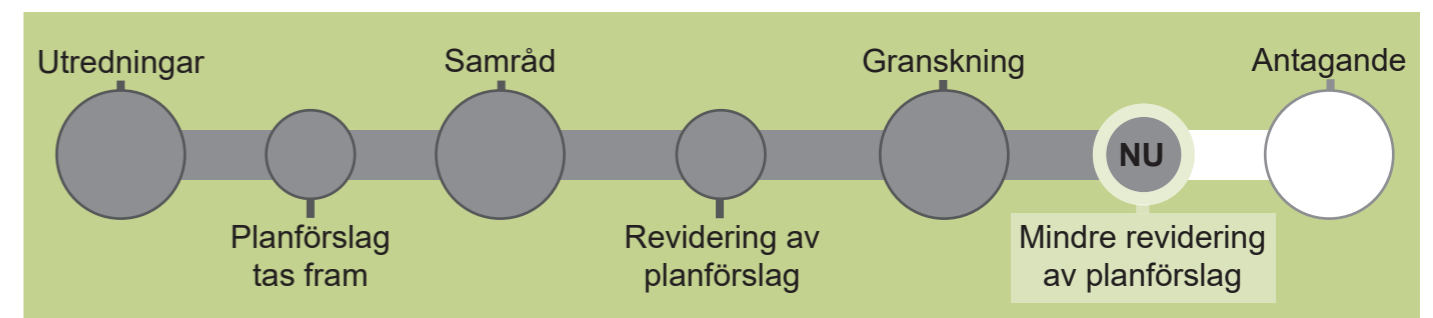 Utredningar
Samråd
Granskning
Antagande
NU
Planförslag
tas fram
Revidering av
planförslag
Mindre revidering
av planförslag